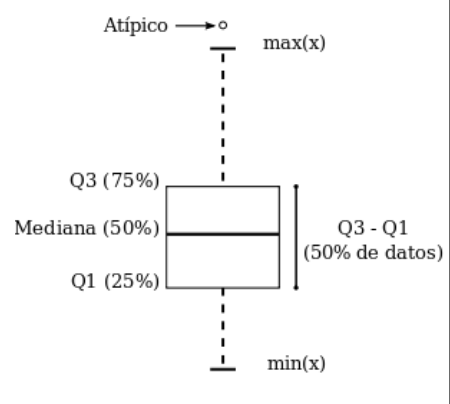 Atípico
max(x)
Q3 (75%)
Mediana (50%)
Q3 - Q1
(50% de datos)
Q1 (25%)
min(x)